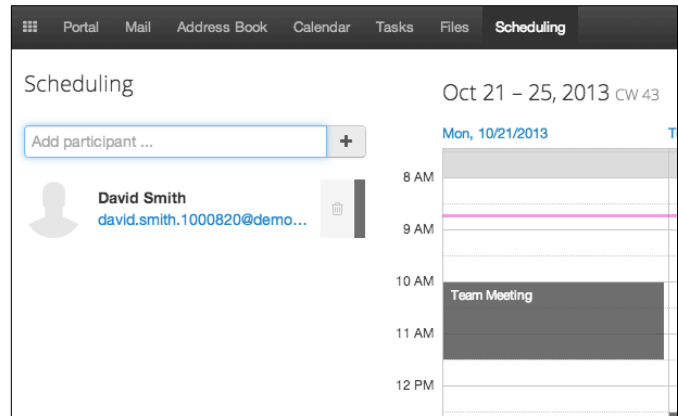 Portal Mail Address Book Calendar Tasks Files Scheduling
Scheduling
Add participant ...
David Smith
david.smith.1000820@demo...
Oct 21 – 25, 2013 CW 43
Mon, 10/21/2013
T
8 AM
9 AM
10 AM
Team Meeting
11 AM
12 PM